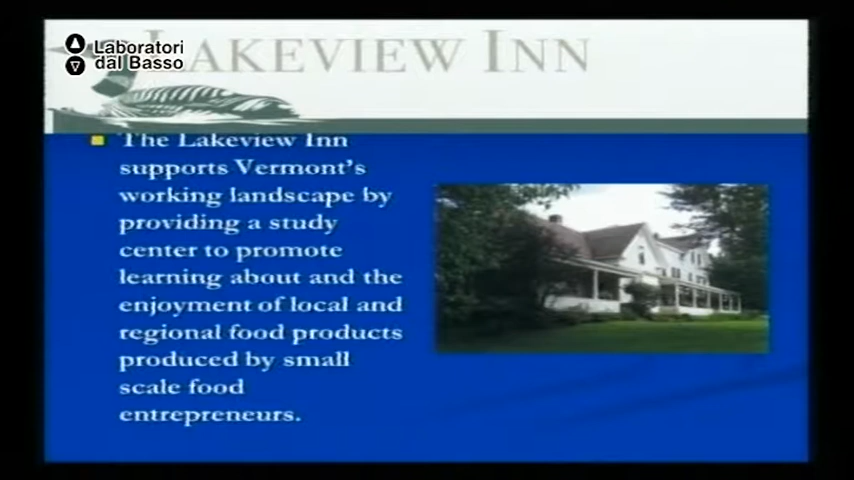 LAKEVIEW INN
Laboratori
dal Basso
The Lakeview Inn
supports Vermont's
working landscape by
providing a study
center to promote
learning about and the
enjoyment of local and
regional food products
produced by small
scale food
entrepreneurs.